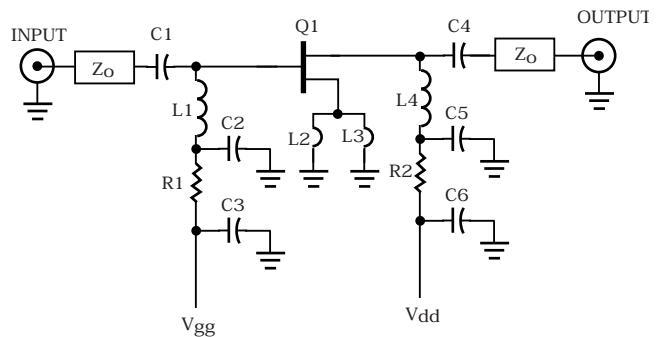 INPUT
C1
Q1
C4
OUTPUT
Zo
Zo
L1
C2
L2
L3
L4
C5
R1
R2
C3
C6
Vgg
Vdd